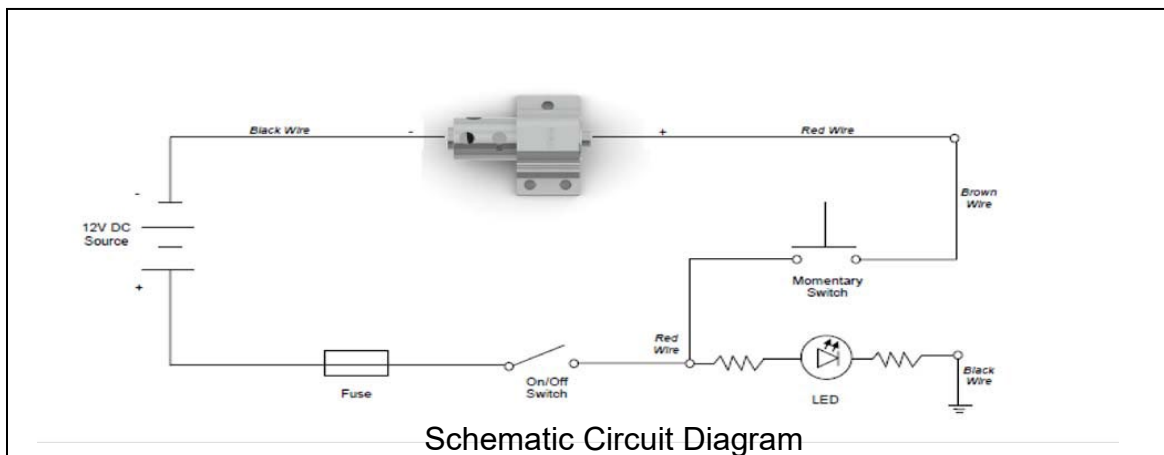 Black Wire
-
+
Red Wire
Brown
Wire
-
12V DC
Source
+
Momentary
Switch
Red
Wire
Fuse
On/Off
Switch
LED
Black
Wire
Schematic Circuit Diagram